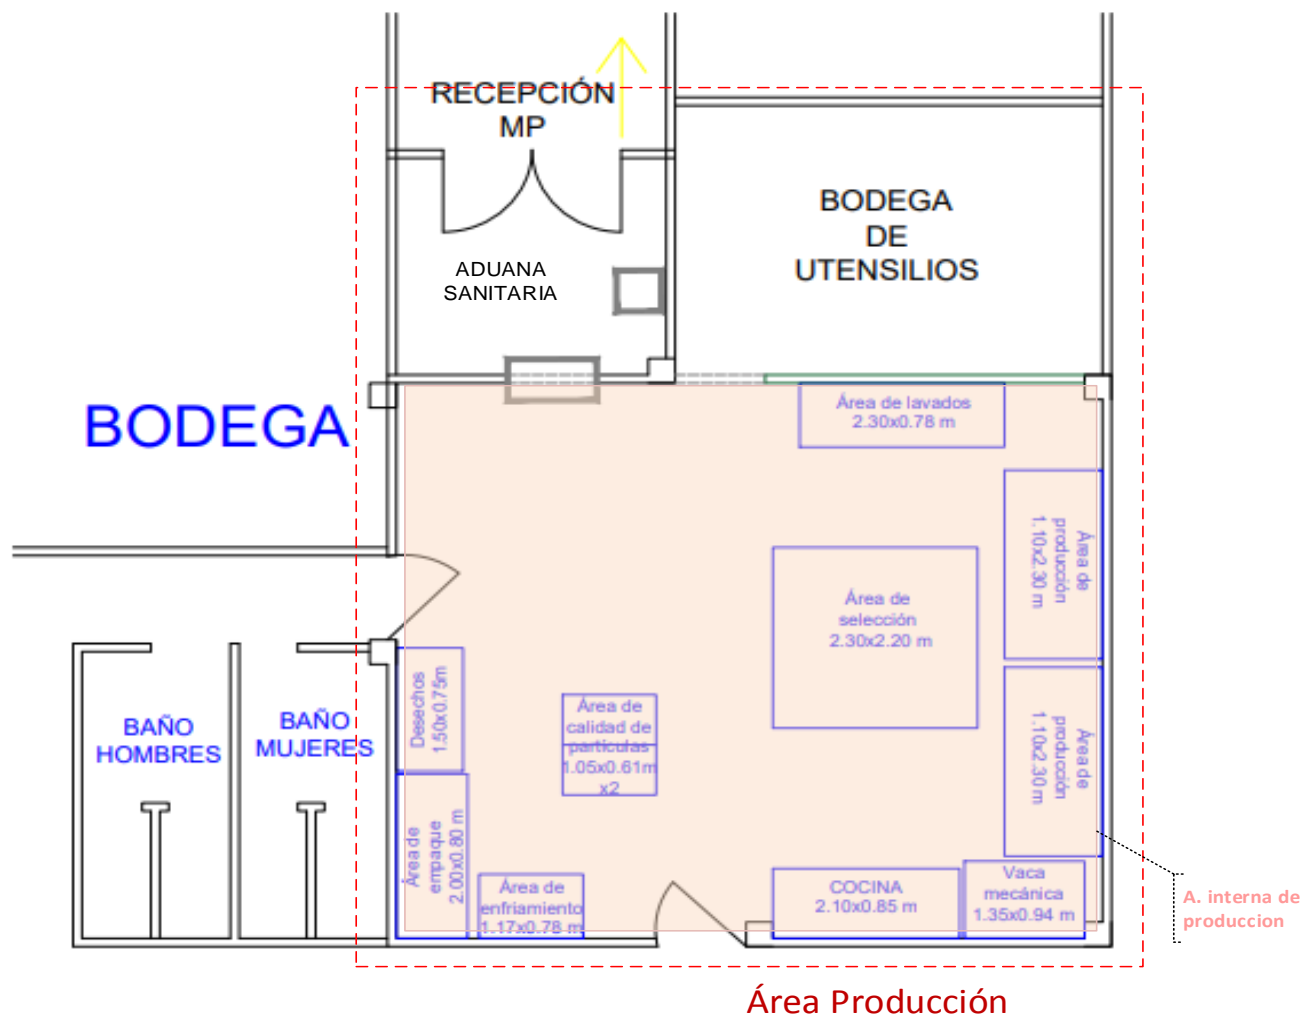 RECEPCIÓN
MP
BODEGA
DE
UTENSILIOS
ADUANA
SANITARIA
BODEGA
Área de lavados
2.30x0.78 m
Área de
producción
1.10x2.30 m
Área de
selección
2.30x2.20 m
Desechos
1.50x0.75m
Área de
calidad de
partículas
1.05x0.61m
x2
Área de
producción
1.10x2.30 m
BAÑO
HOMBRES
BAÑO
MUJERES
Área de
empaque
2.00x0.80 m
Área de
enfriamiento
1.17x0.78 m
COCINA
2.10x0.85 m
Vaca
mecánica
1.35x0.94 m
A. interna de
produccion
Área Producción